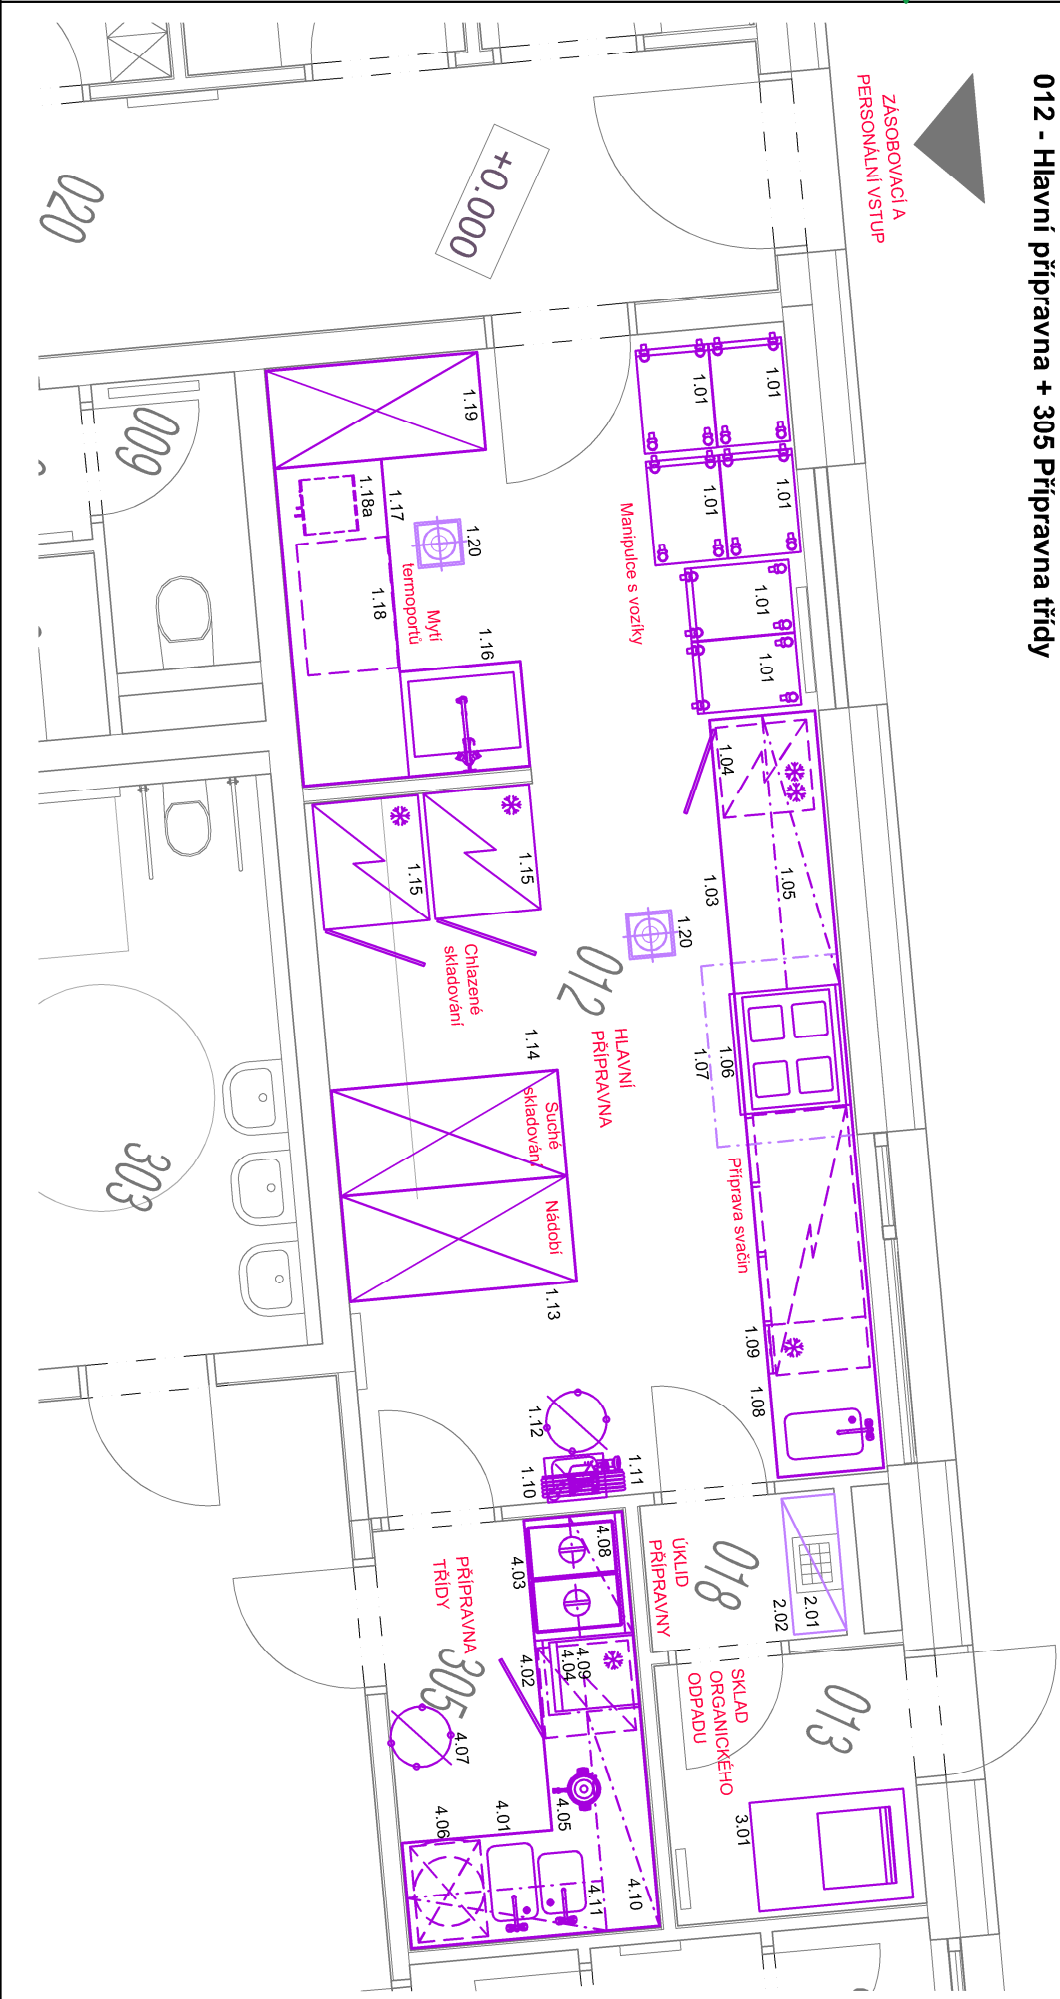 012 - Hlavní přípravna + 305 Přípravna třídy
ZÁSOBOVACÍ A
PERSONÁLNÍ VSTUP
+0.000
020
009
1.19
1.01
1.01
1.01
1.01
1.01
1.01
Manipulce s vozíky
1.18a
1.17
1.20
Mytí
termoportů
1.18
1.16
1.04
1.05
1.03
1.15
1.15
1.20
Chlazené
skladování
012
HLAVNÍ
PŘÍPRAVNA
1.06
1.07
1.14
Suché
skladování
Nádobí
1.13
303
Příprava svačin
1.09
1.08
1.12
1.11
1.10
4.08
4.03
ÚKLID
PŘÍPRAVNY
018
2.01
2.02
PŘÍPRAVNA
TŘÍDY
305
4.09
4.04
4.02
4.07
SKLAD
ORGANICKÉHO
ODPADU
013
3.01
4.05
4.01
4.06
4.10
4.11